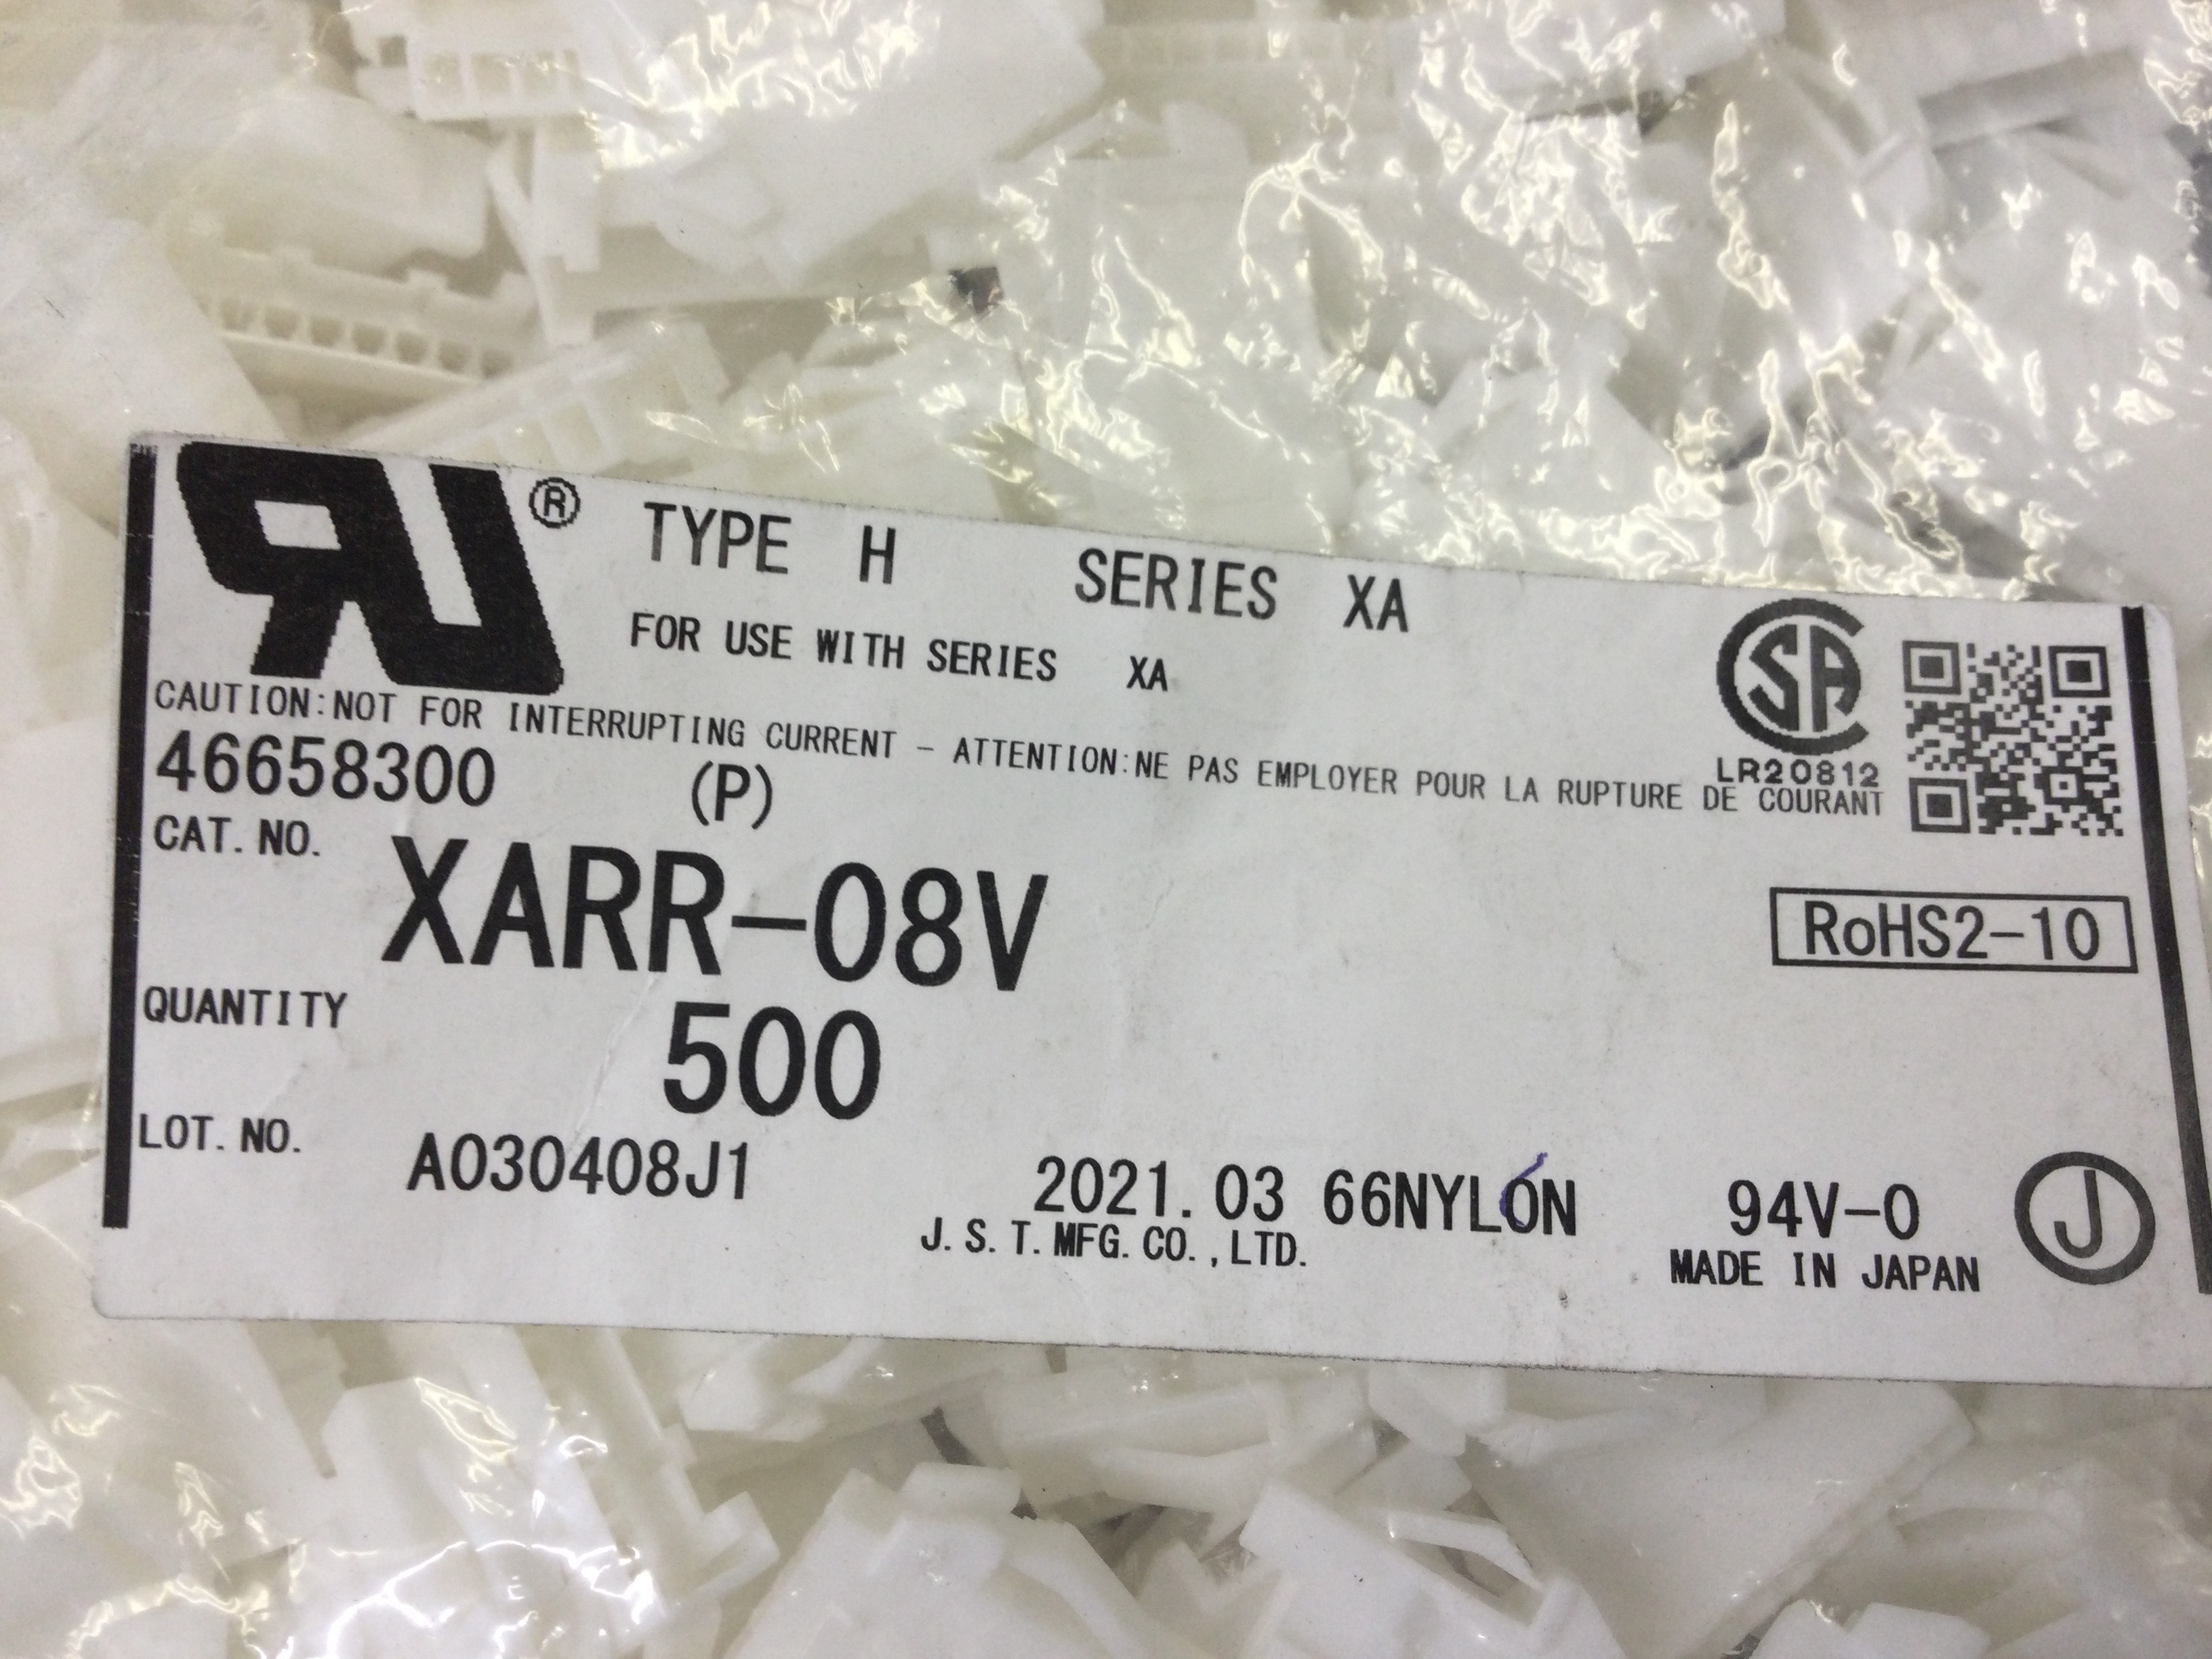 RU ® TYPE H SERIES XA
FOR USE WITH SERIES XA
CSA
LR20812
CAUTION:NOT FOR INTERRUPTING CURRENT - ATTENTION:NE PAS EMPLOYER POUR LA RUPTURE DE COURANT
46658300 (P)
CAT. NO. XARR-08V
RoHS2-10
QUANTITY 500
LOT. NO. A030408J1 2021.03 66NYLON 94V-0 J
J.S.T.MFG.CO.,LTD. MADE IN JAPAN